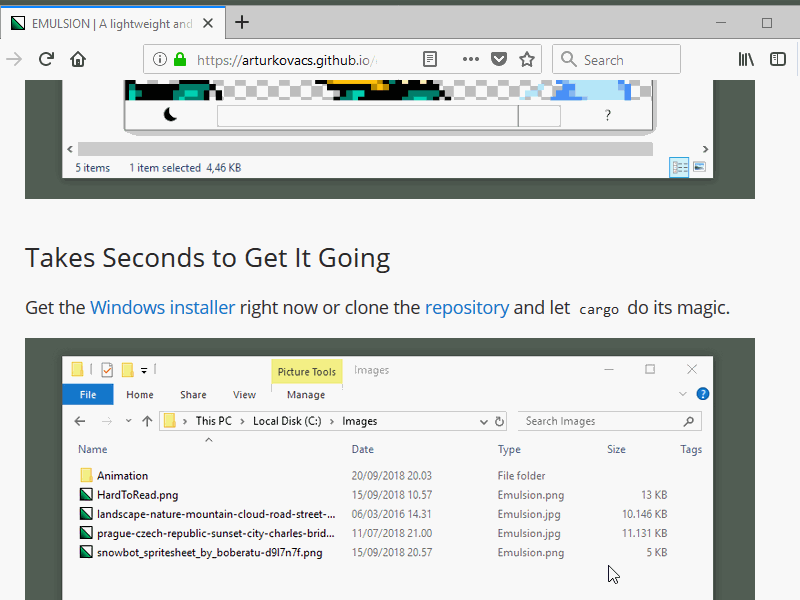 EMULSION | A lightweight and
https://arturkovacs.github.io/
Search
?
5 items 1 item selected 4,46 KB
Takes Seconds to Get It Going
Get the Windows installer right now or clone the repository and let cargo do its magic.
Picture Tools Images
File Home Share View Manage ?
This PC > Local Disk (C:) > Images Search Images
Name Date Type Size Tags
Animation 20/09/2018 20.03 File folder
HardToRead.png 15/09/2018 10.57 Emulsion.png 13 KB
landscape-nature-mountain-cloud-road-street-... 06/03/2016 14.31 Emulsion.jpg 10.146 KB
prague-czech-republic-sunset-city-charles-brid... 11/07/2018 21.00 Emulsion.jpg 11.131 KB
snowbot_spritesheet_by_boberatu-d9l7n7f.png 15/09/2018 20.57 Emulsion.png 5 KB